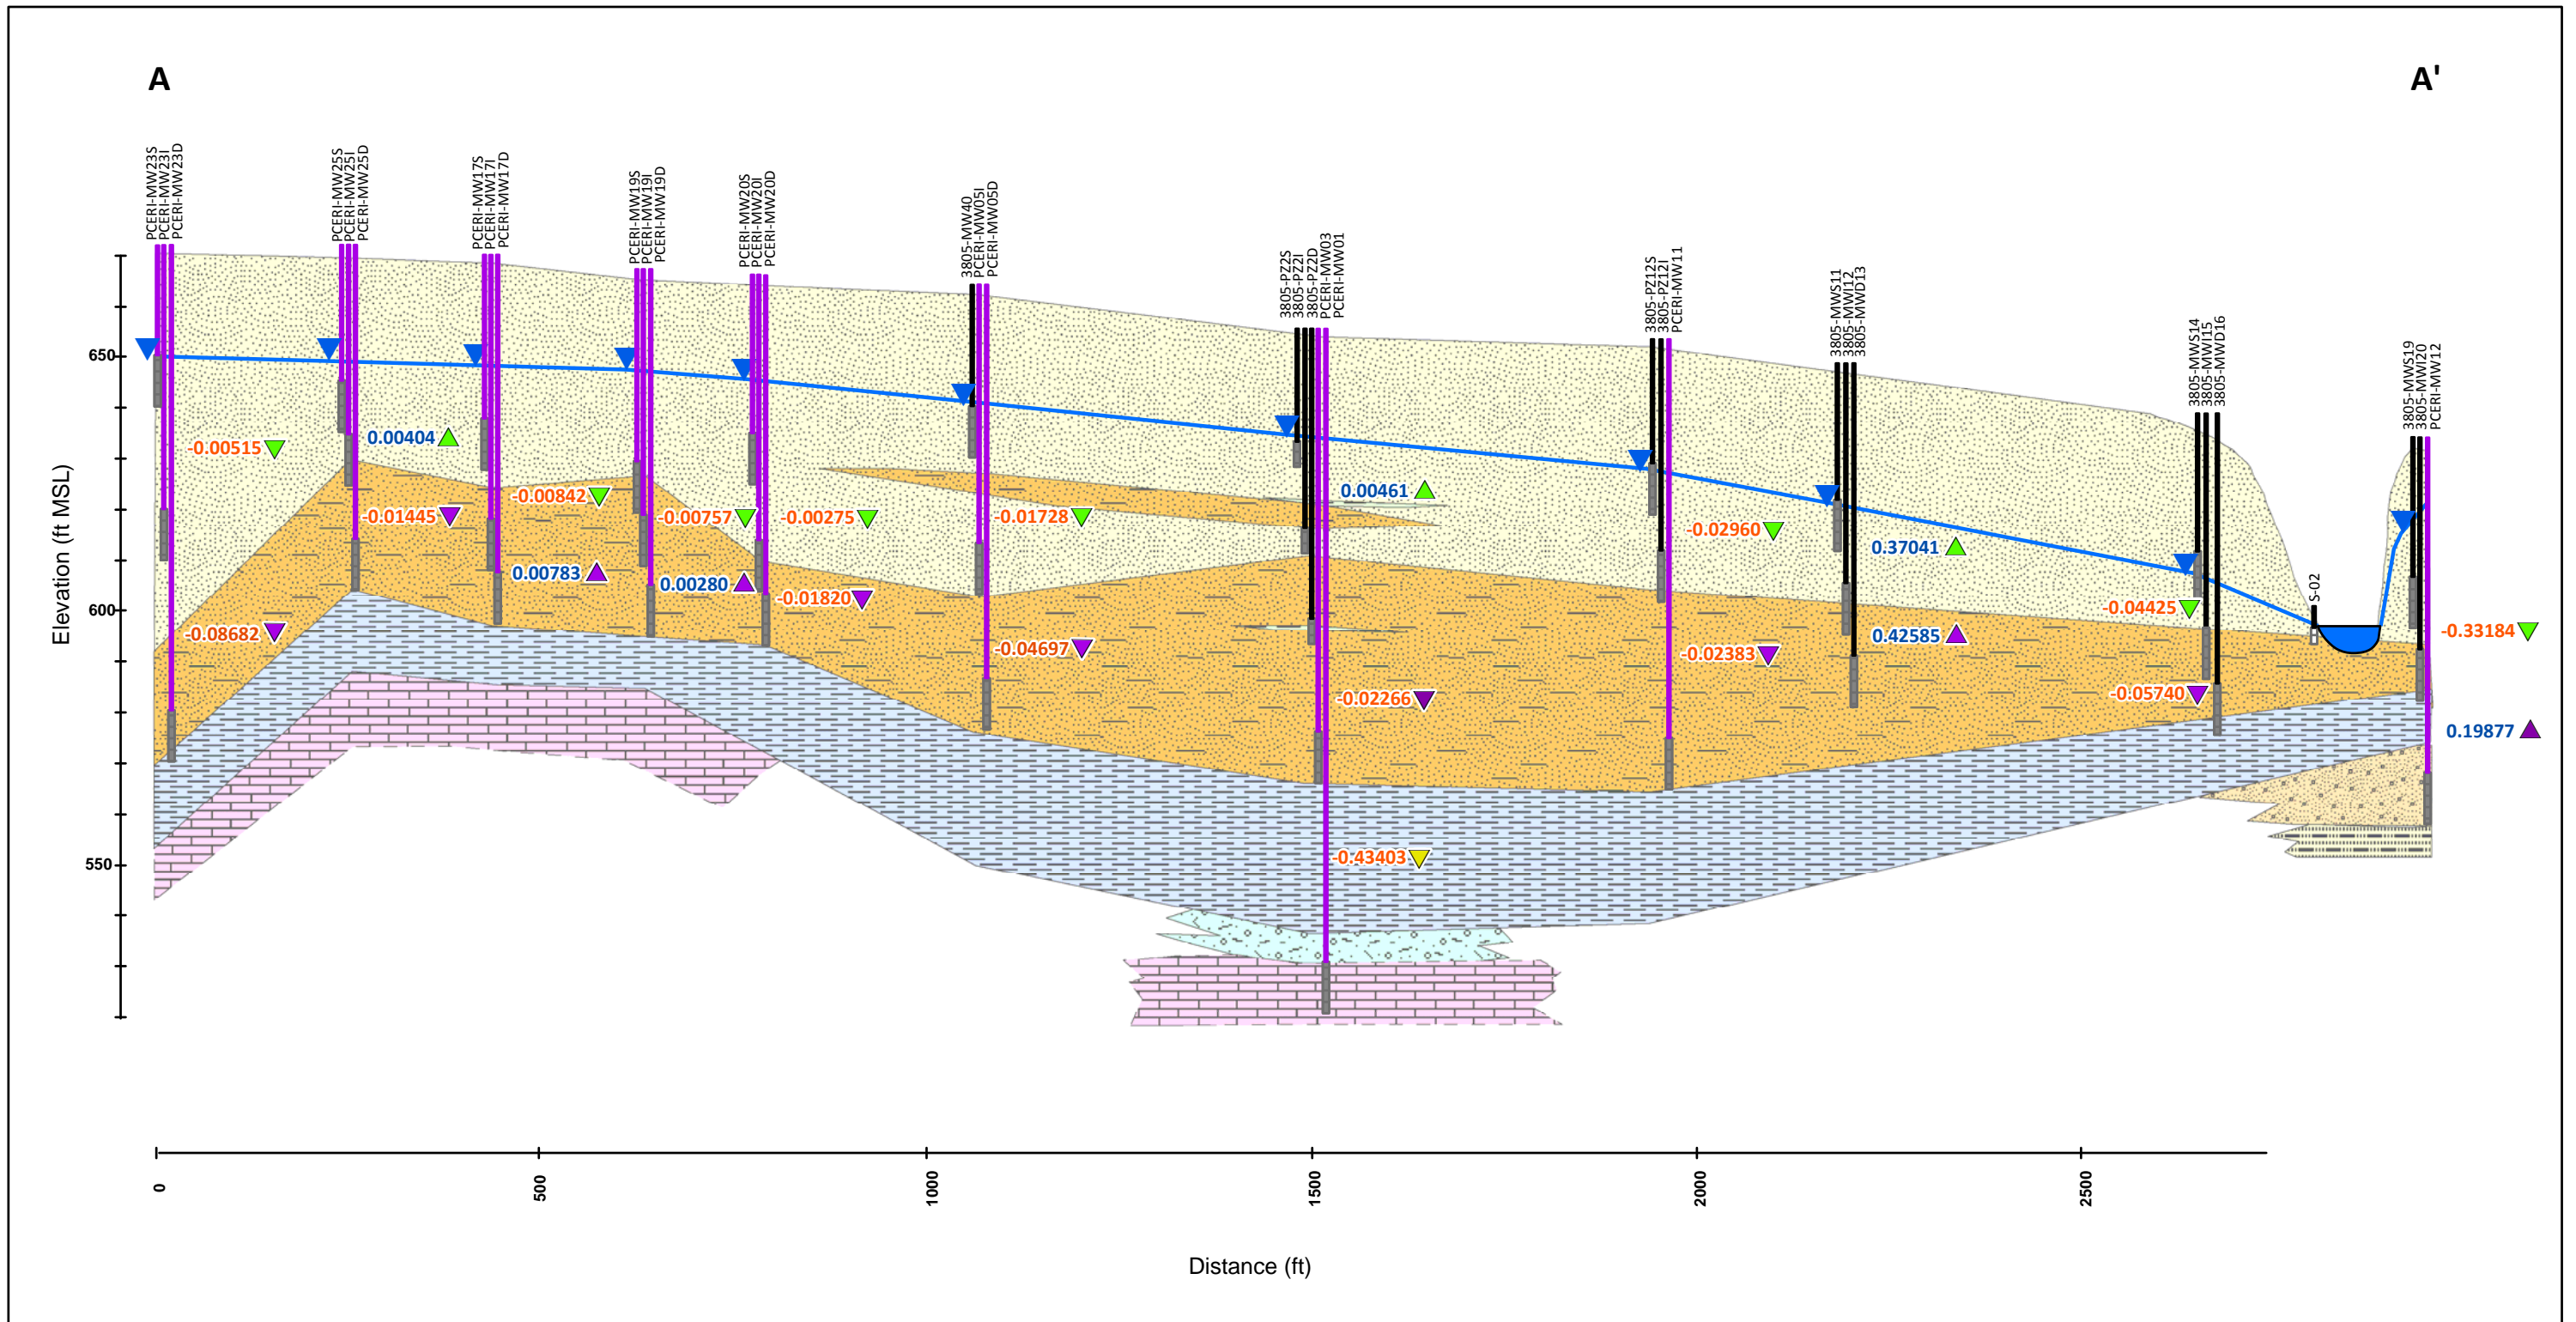 A
A'
PCERI-MW23S
PCERI-MW23I
PCERI-MW23D
PCERI-MW25S
PCERI-MW25I
PCERI-MW25D
PCERI-MW17S
PCERI-MW17I
PCERI-MW17D
PCERI-MW19S
PCERI-MW19I
PCERI-MW19D
PCERI-MW20S
PCERI-MW20I
PCERI-MW20D
3805-MW40
PCERI-MW05I
PCERI-MW05D
3805-PZ2S
3805-PZ2I
3805-PZ2D
PCERI-MW03
PCERI-MW01
3805-PZ12S
3805-PZ12I
PCERI-MW11
3805-MWS11
3805-MWI12
3805-MWD13
3805-MWS14
3805-MWI15
3805-MWD16
S-02
3805-MWS19
3805-MWI20
PCERI-MW12
Elevation (ft MSL)
650
600
550
-0.00515
-0.08682
0.00404
-0.01445
-0.00842
0.00783
-0.00757
0.00280
-0.00275
-0.01820
-0.01728
-0.04697
0.00461
-0.02266
-0.43403
-0.02960
-0.02383
0.37041
0.42585
-0.04425
-0.05740
-0.33184
0.19877
0
500
1000
1500
2000
2500
Distance (ft)